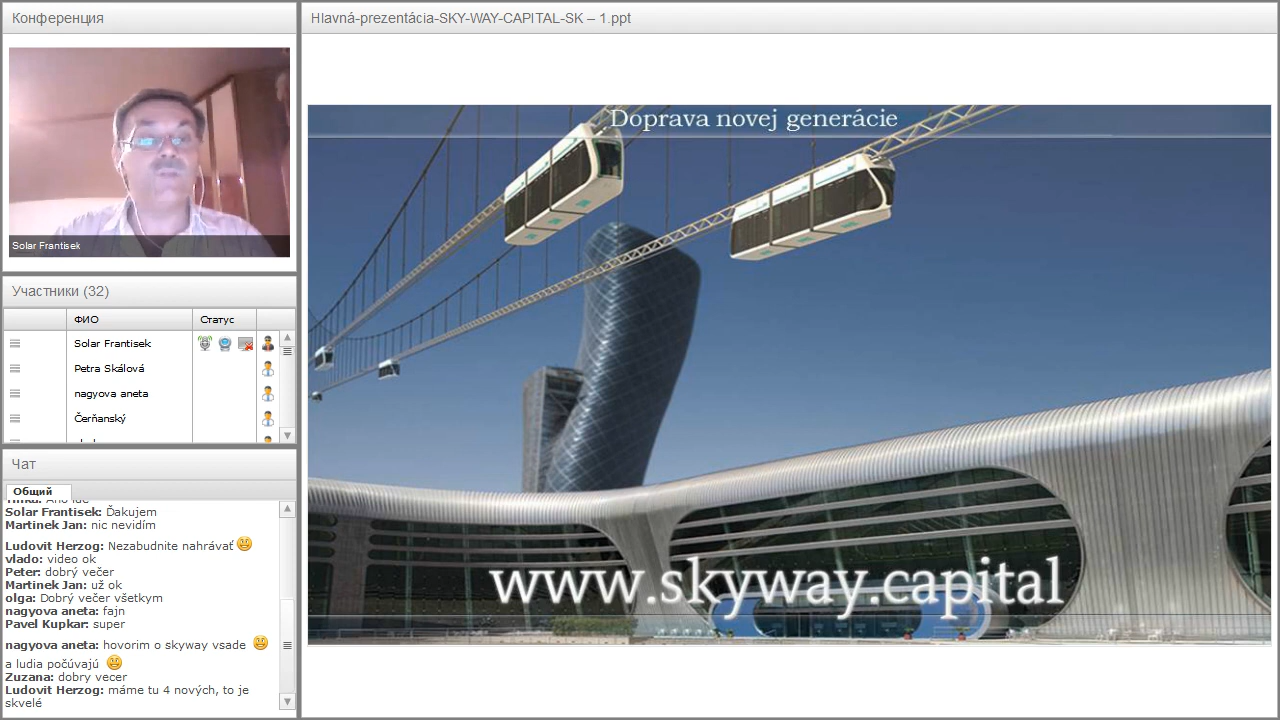 Конференция
Solar Frantisek
Участники (32)
ФИО
Статус
Solar Frantisek
Petra Skálová
nagyova aneta
Čerňanský
Чат
Общий
Solar Frantisek: Ďakujem
Martinek Jan: nic nevidím
Ludovit Herzog: Nezabudnite nahrávať
vlado: video ok
Peter: dobrý večer
Martinek Jan: už ok
olga: Dobrý večer všetkym
nagyova aneta: fajn
Pavel Kupkar: super
nagyova aneta: hovorim o skyway vsade
a ludia počúvajú
Zuzana: dobry vecer
Ludovit Herzog: máme tu 4 nových, to je
skvelé
Hlavná-prezentácia-SKY-WAY-CAPITAL-SK – 1.ppt
Doprava novej generácie
www.skyway.capital